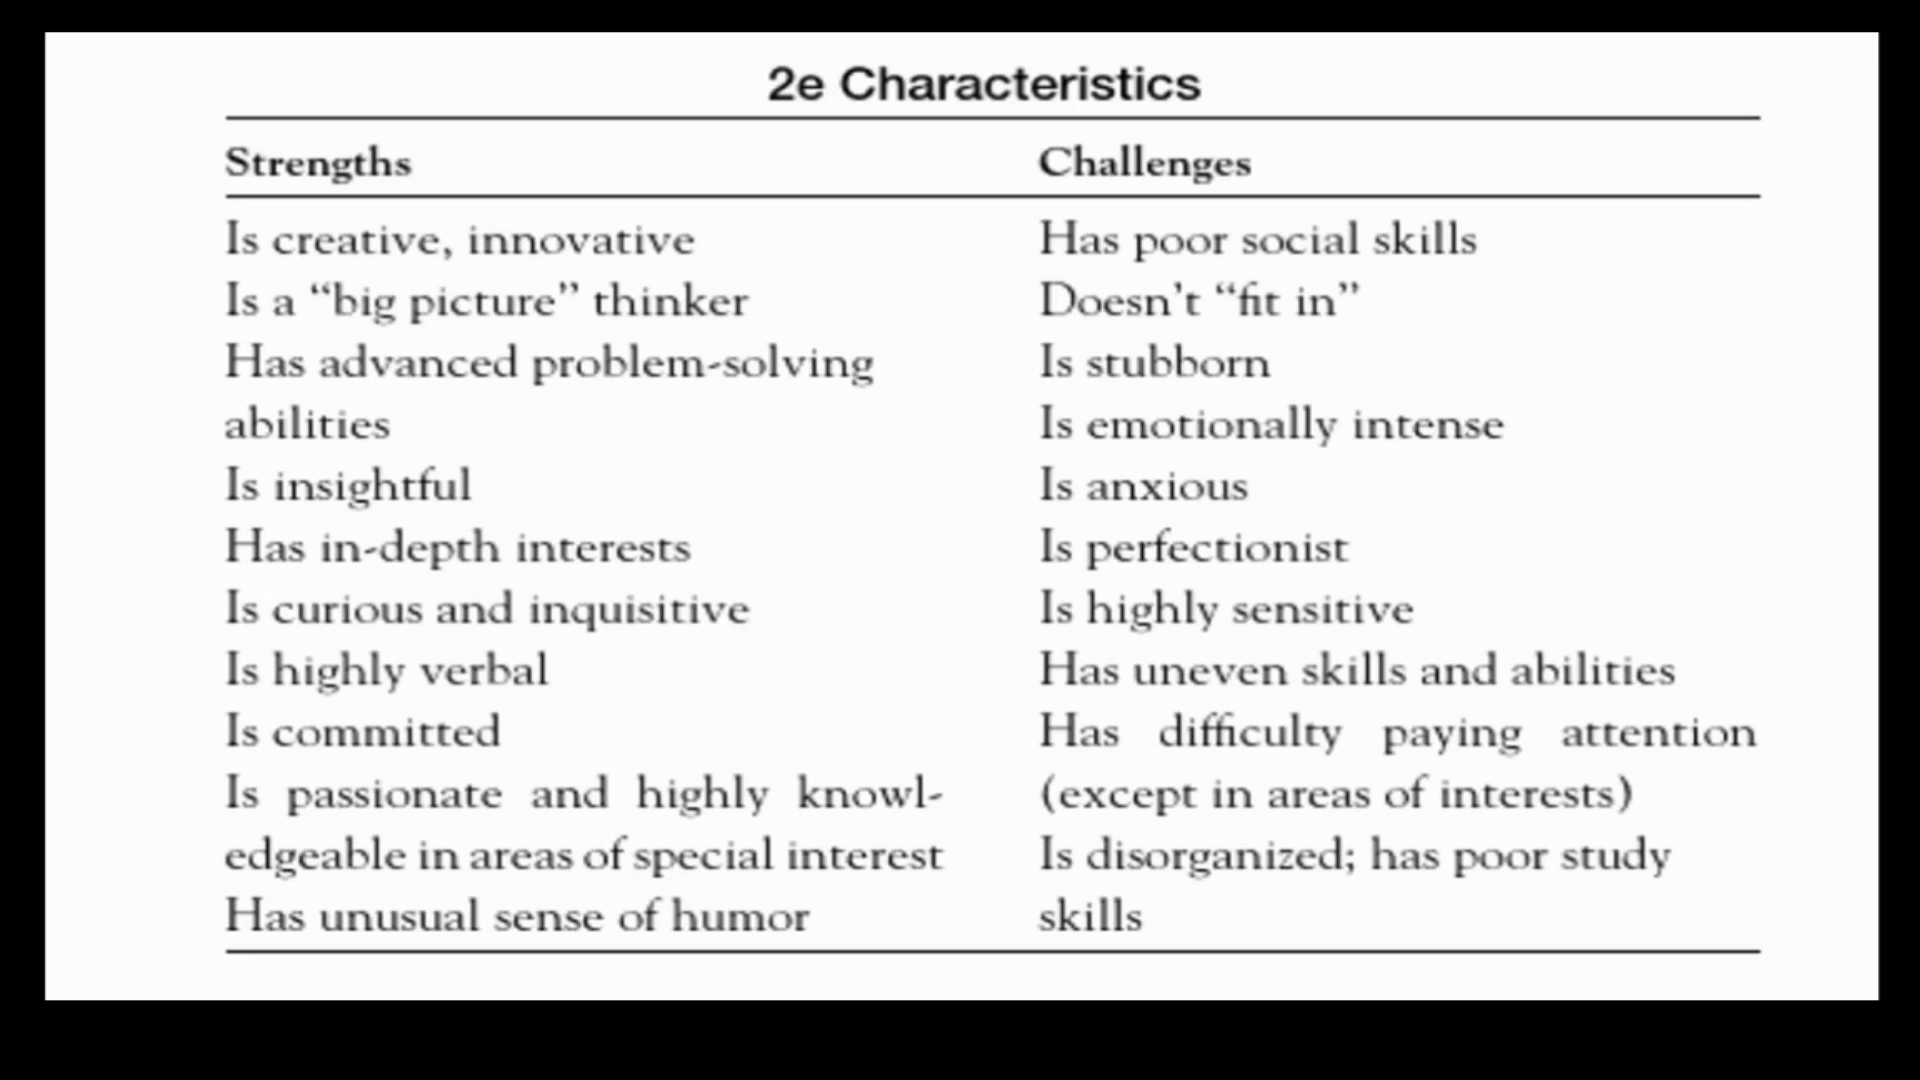 2e Characteristics
Strengths
Is creative, innovative
Is a “big picture” thinker
Has advanced problem-solving
abilities
Is insightful
Has in-depth interests
Is curious and inquisitive
Is highly verbal
Is committed
Is passionate and highly knowl-
edgeable in areas of special interest
Has unusual sense of humor
Challenges
Has poor social skills
Doesn’t “fit in”
Is stubborn
Is emotionally intense
Is anxious
Is perfectionist
Is highly sensitive
Has uneven skills and abilities
Has difficulty paying attention
(except in areas of interests)
Is disorganized; has poor study
skills